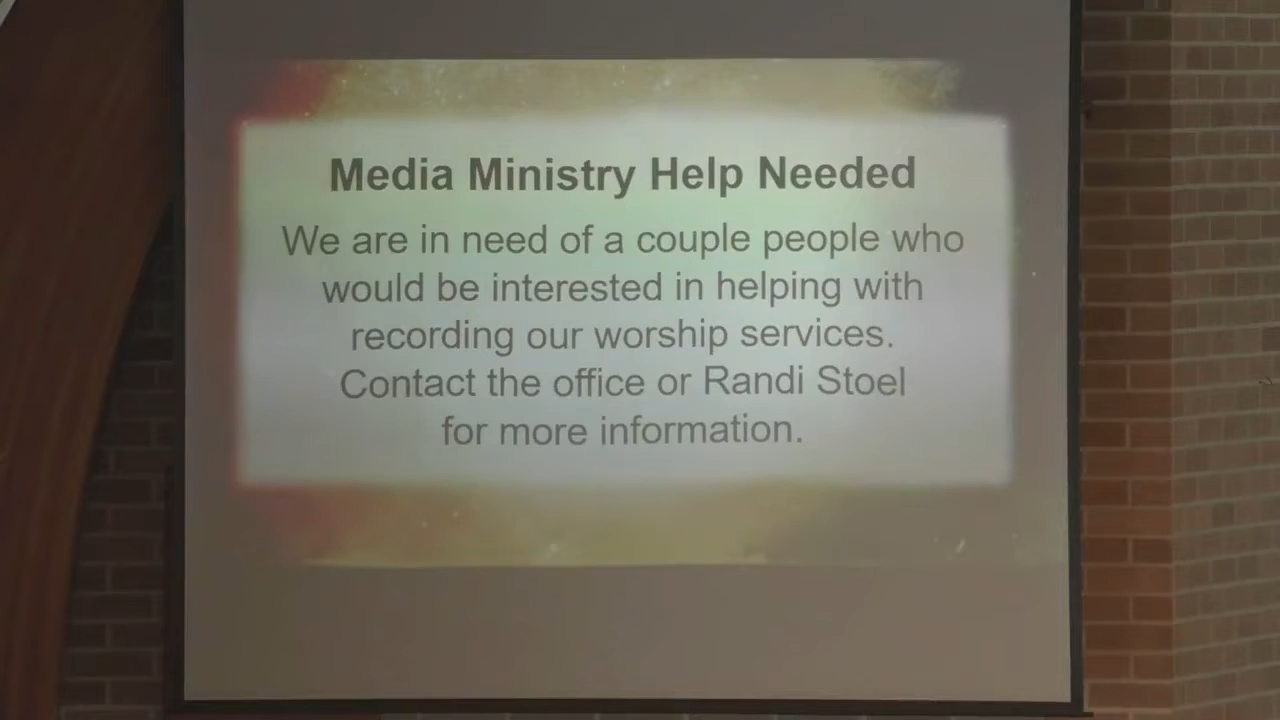 Media Ministry Help Needed
We are in need of a couple people who
would be interested in helping with
recording our worship services.
Contact the office or Randi Stoel
for more information.